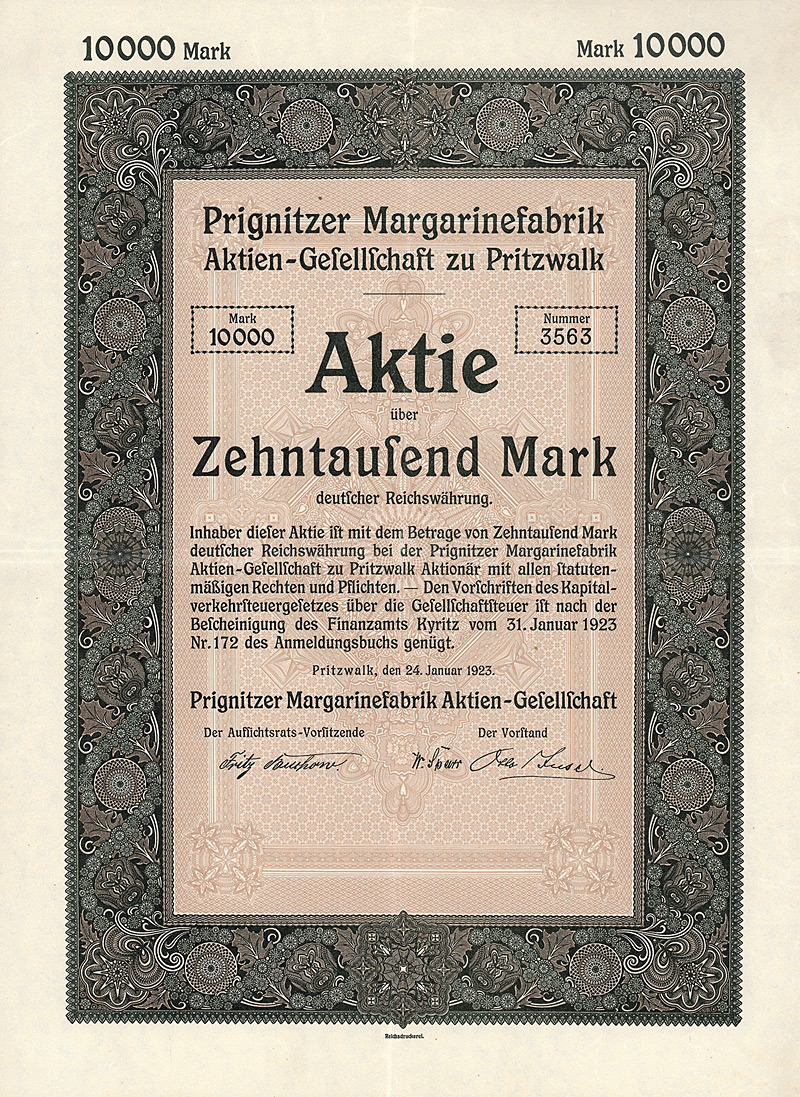 10000 Mark
Mark 10000
Prignitzer Margarinefabrik
Aktien-Geſellſchaft zu Pritzwalk
Mark
10000
Nummer
3563
Aktie
über
Zehntauſend Mark
deutſcher Reichswährung.
Inhaber dieſer Aktie iſt mit dem Betrage von Zehntauſend Mark
deutſcher Reichswährung bei der Prignitzer Margarinefabrik
Aktien-Geſellſchaft zu Pritzwalk Aktionär mit allen ſtatuten-
mäßigen Rechten und Pflichten. — Den Vorſchriften des Kapital-
verkehrſteuergeſetzes über die Geſellſchaftſteuer iſt nach der
Beſcheinigung des Finanzamts Kyritz vom 31. Januar 1923
Nr. 172 des Anmeldungsbuchs genügt.
Pritzwalk, den 24. Januar 1923.
Prignitzer Margarinefabrik Aktien-Geſellſchaft
Der Aufſichtsrats-Vorſitzende
Der Vorſtand
Fritz
W.
Otto
Reichsdruckerei.